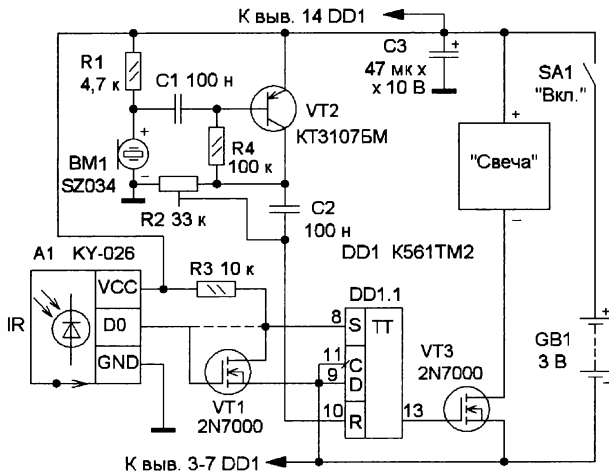 К выв. 14 DD1
R1
4,7 к
C1 100 н
C3
47 мк х
х 10 В
SA1
"Вкл."
VT2
КТ3107БМ
+
BM1
SZ034
–
R4
100 к
R2 33 к
C2
100 н
+
"Свеча"
–
DD1 К561ТМ2
A1 KY-026
IR
VCC
D0
GND
R3 10 к
DD1.1
8 S TT
11 C
9 D
10 R
13
VT1
2N7000
VT3
2N7000
+
GB1
3 В
–
К выв. 3-7 DD1